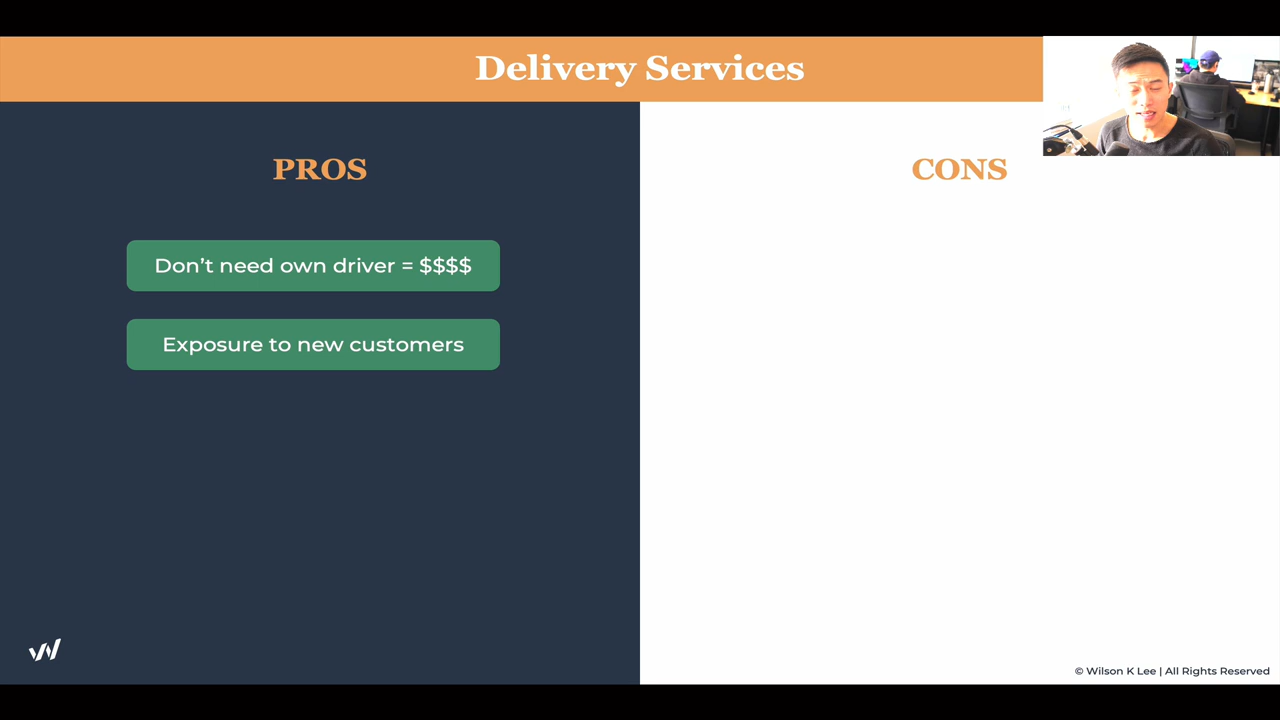 Delivery Services
PROS
Don't need own driver = $$$$
Exposure to new customers
CONS
© Wilson K Lee | All Rights Reserved